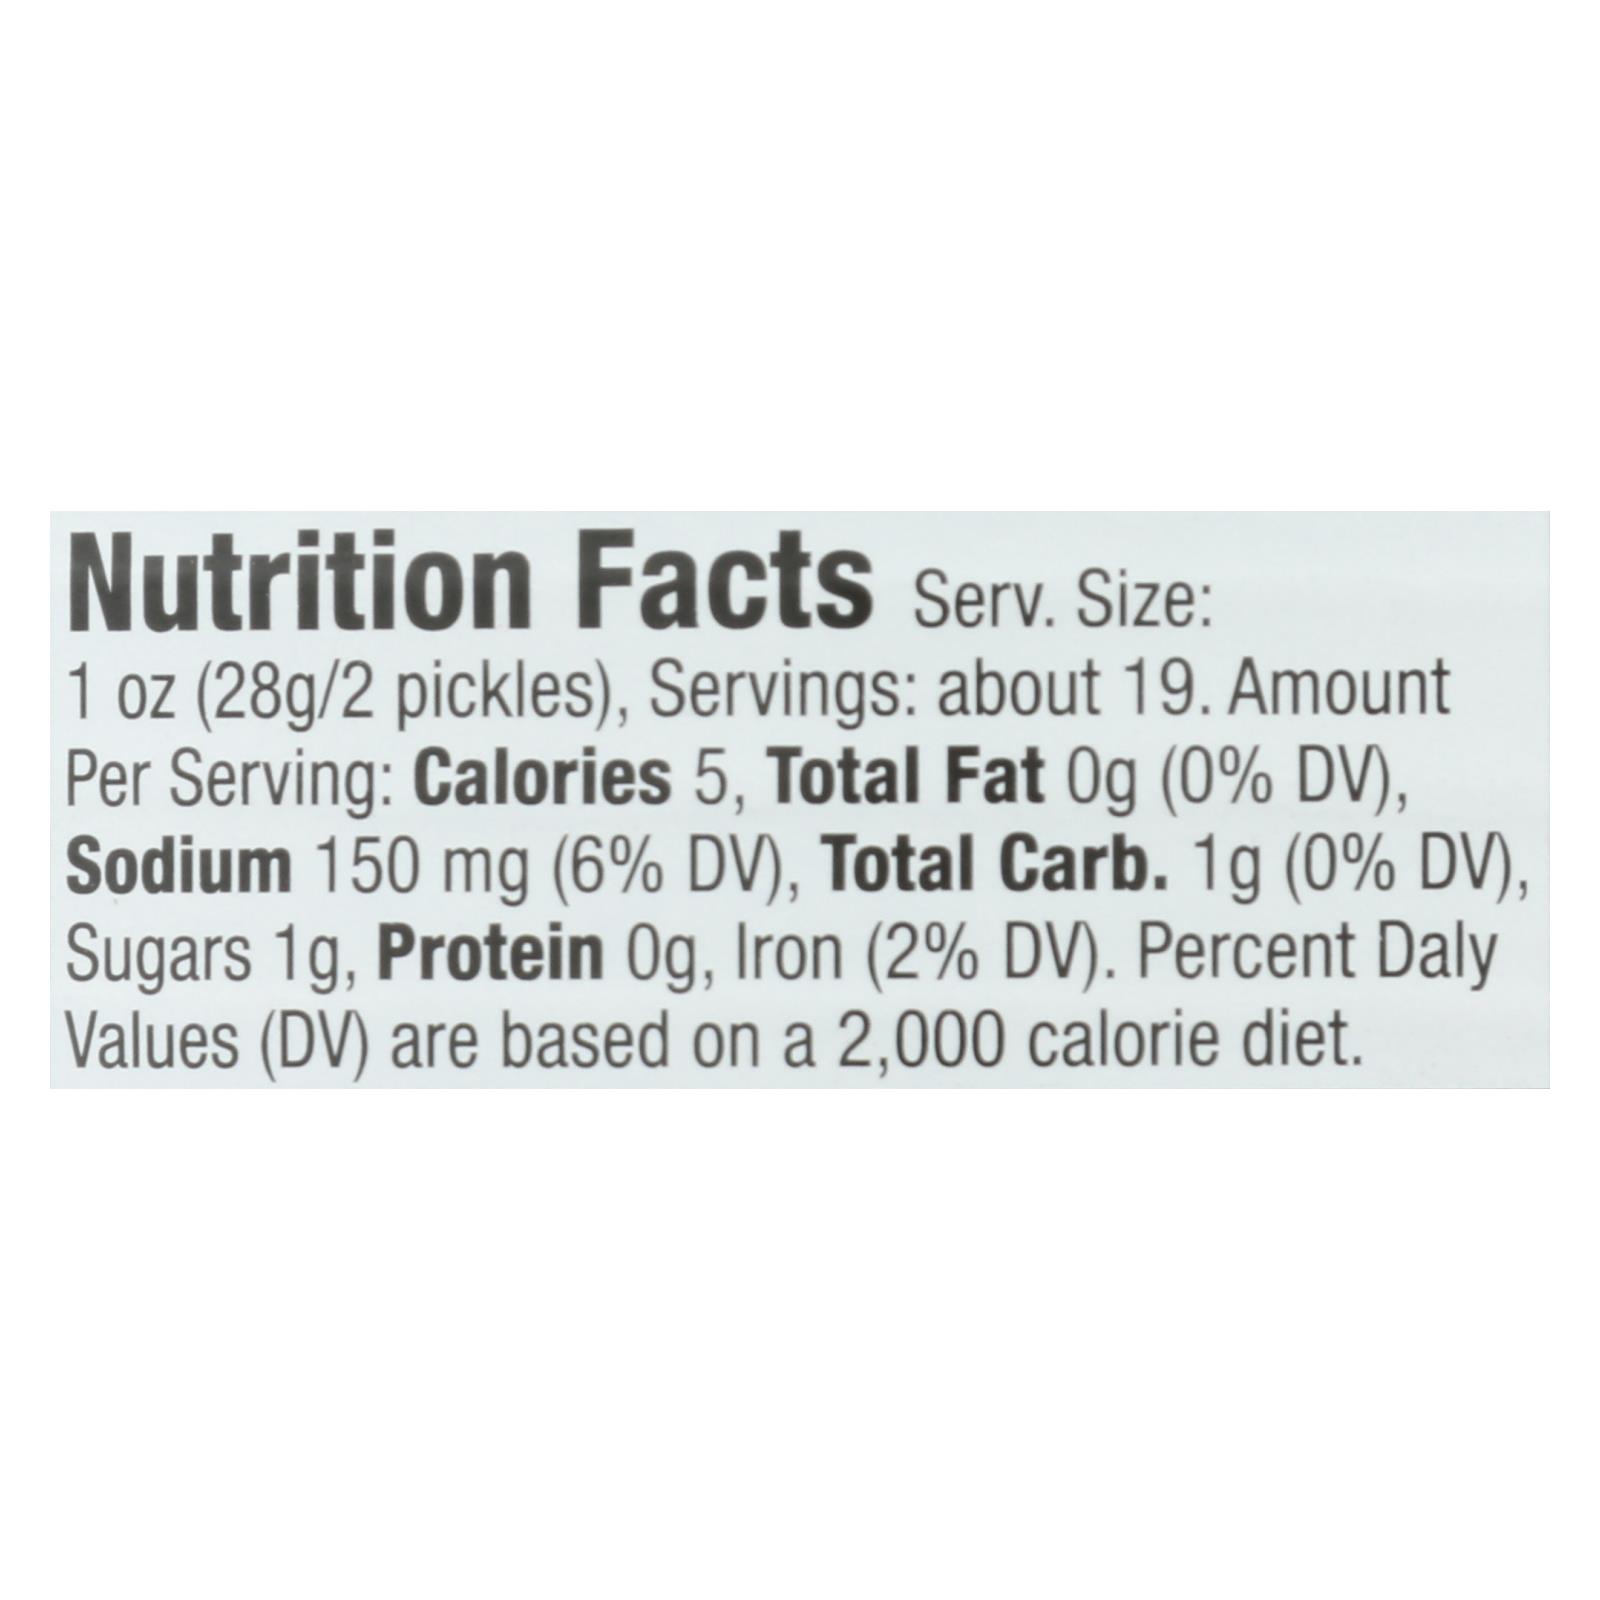 Nutrition Facts Serv. Size:
1 oz (28g/2 pickles), Servings: about 19. Amount
Per Serving: Calories 5, Total Fat 0g (0% DV),
Sodium 150 mg (6% DV), Total Carb. 1g (0% DV),
Sugars 1g, Protein 0g, Iron (2% DV). Percent Daly
Values (DV) are based on a 2,000 calorie diet.